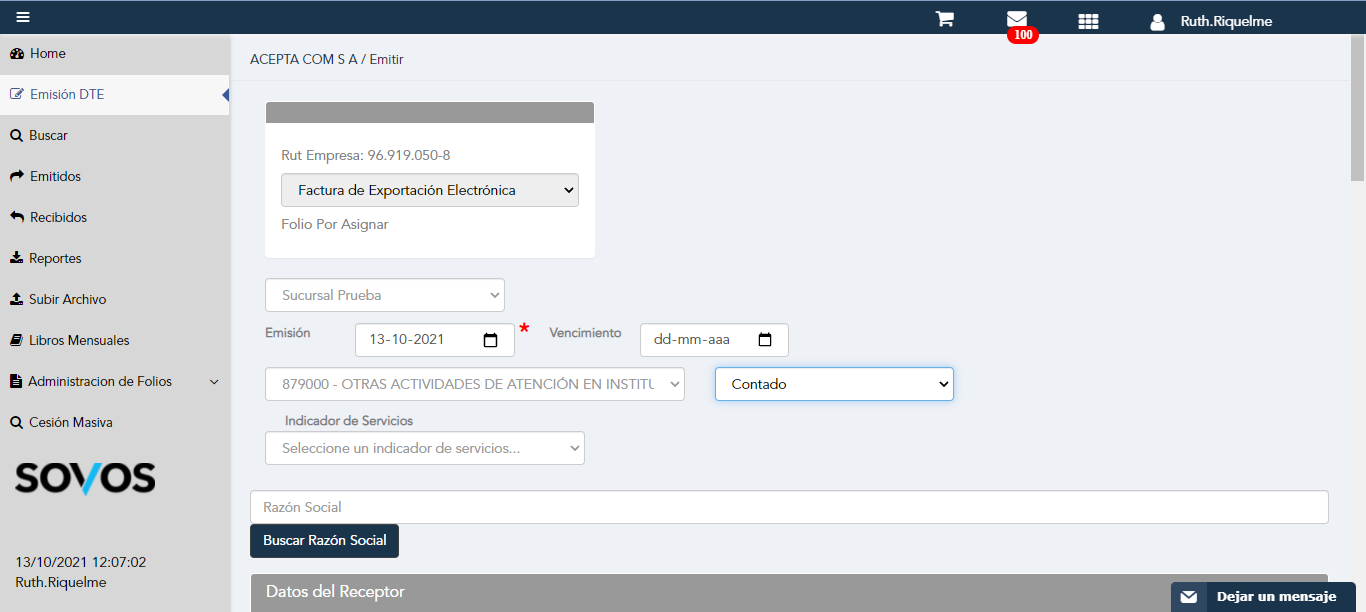 100
Ruth.Riquelme
Home
Emisión DTE
Buscar
Emitidos
Recibidos
Reportes
Subir Archivo
Libros Mensuales
Administracion de Folios
Cesión Masiva
SOVOS
13/10/2021 12:07:02
Ruth.Riquelme
ACEPTA COM S A / Emitir
Rut Empresa: 96.919.050-8
Factura de Exportación Electrónica
Folio Por Asignar
Sucursal Prueba
Emisión 13-10-2021 * Vencimiento dd-mm-aaa
879000 - OTRAS ACTIVIDADES DE ATENCIÓN EN INSTITU Contado
Indicador de Servicios
Seleccione un indicador de servicios...
Razón Social
Buscar Razón Social
Datos del Receptor
Dejar un mensaje